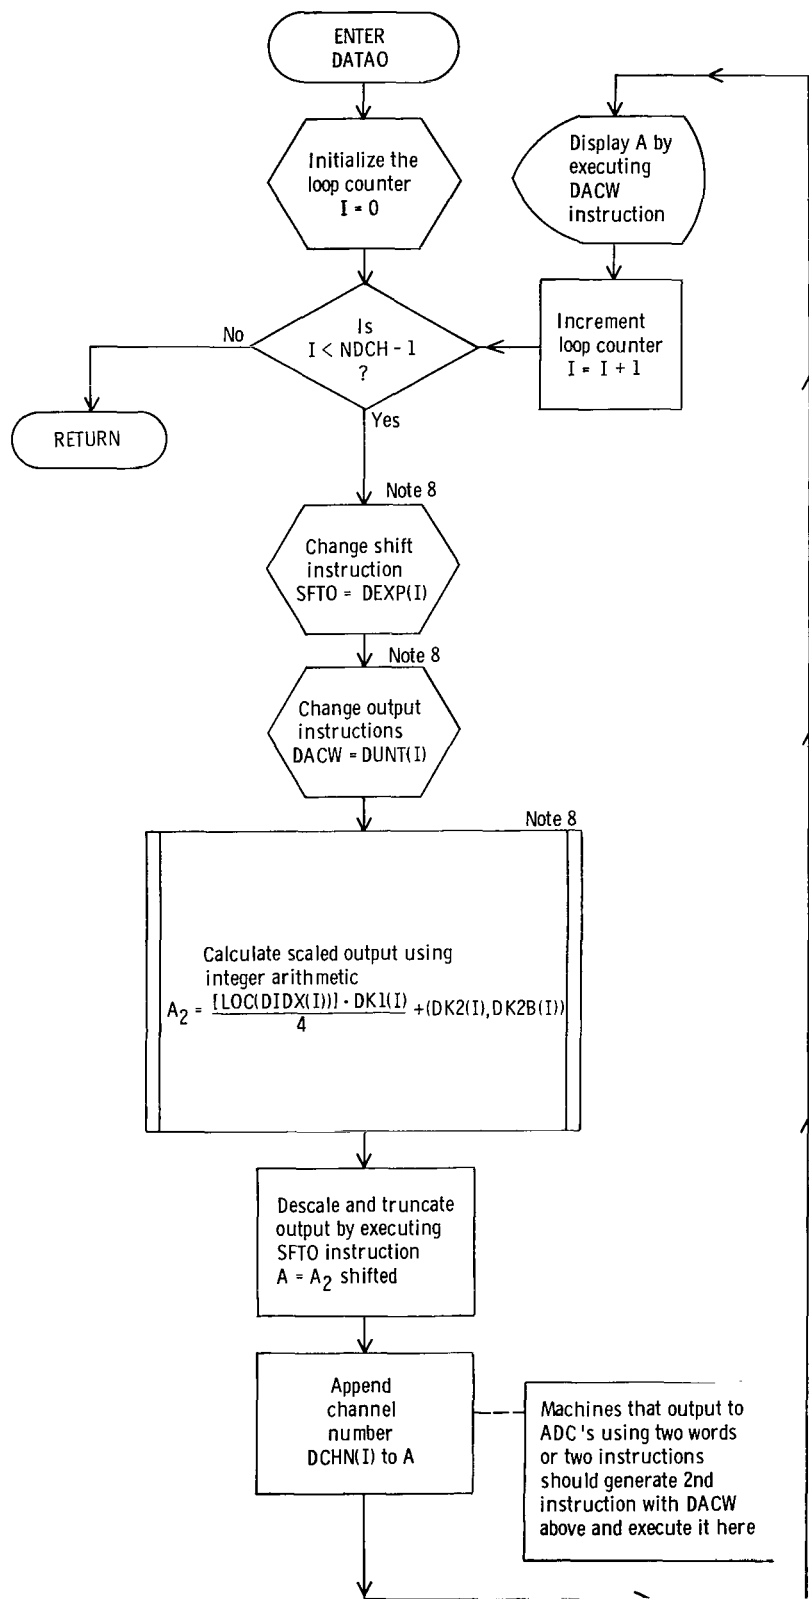 ENTER
DATAO
Initialize the
loop counter
I = 0
Display A by
executing
DACW
instruction
Increment
loop counter
I = I + 1
Is
I < NDCH - 1
?
No
Yes
RETURN
Note 8
Change shift
instruction
SFTO = DEXP(I)
Note 8
Change output
instructions
DACW = DUNT(I)
Note 8
Calculate scaled output using
integer arithmetic
A2 = [LOC(DIDX(I))] · DK1(I) / 4 + (DK2(I), DK2B(I))
Descale and truncate
output by executing
SFTO instruction
A = A2 shifted
Append
channel
number
DCHN(I) to A
Machines that output to
ADC's using two words
or two instructions
should generate 2nd
instruction with DACW
above and execute it here